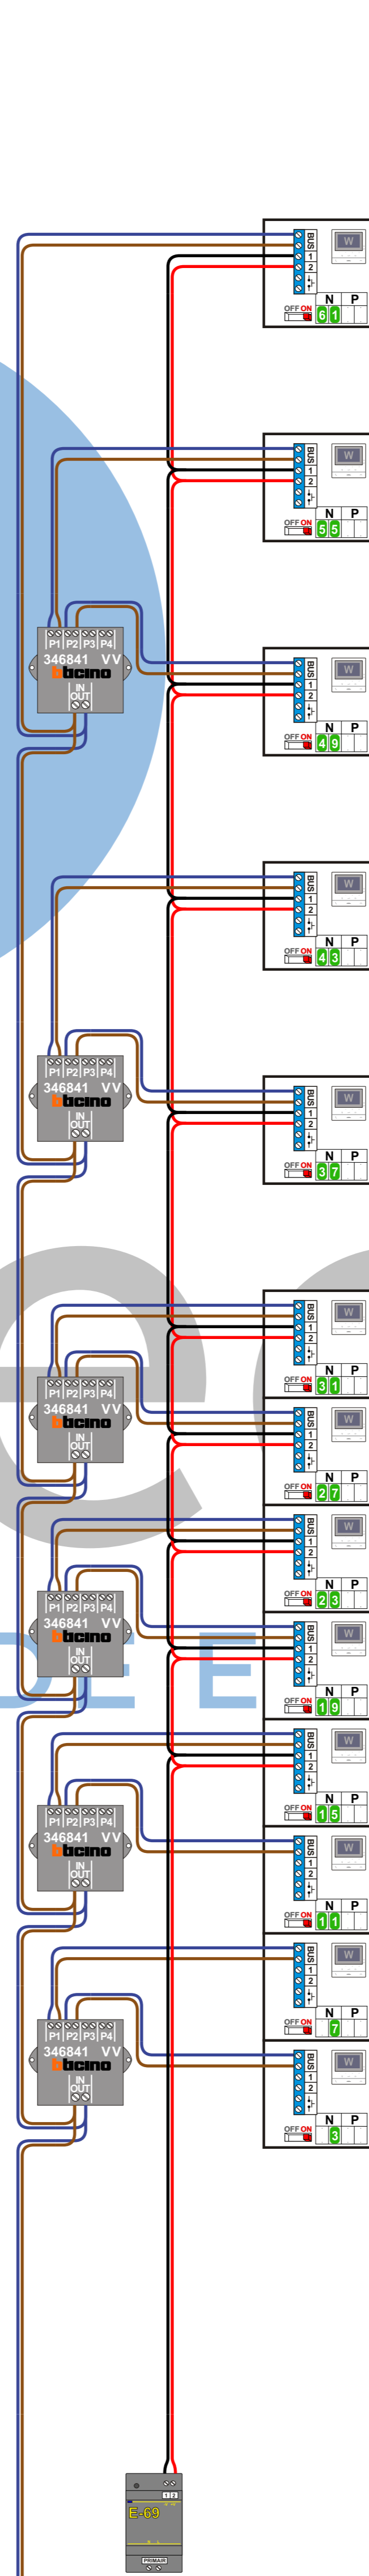 BUS
1
2
W
N P
OFF ON
6 1
BUS
1
2
W
N P
OFF ON
5 5
P1 P2 P3 P4
346841 VV
bticino
IN
OUT
BUS
1
2
W
N P
OFF ON
4 9
BUS
1
2
W
N P
OFF ON
4 3
P1 P2 P3 P4
346841 VV
bticino
IN
OUT
BUS
1
2
W
N P
OFF ON
3 7
BUS
1
2
W
N P
OFF ON
3 1
P1 P2 P3 P4
346841 VV
bticino
IN
OUT
BUS
1
2
W
N P
OFF ON
2 7
BUS
1
2
W
N P
OFF ON
2 3
P1 P2 P3 P4
346841 VV
bticino
IN
OUT
BUS
1
2
W
N P
OFF ON
1 9
DE E
BUS
1
2
W
N P
OFF ON
1 5
P1 P2 P3 P4
346841 VV
bticino
IN
OUT
BUS
1
2
W
N P
OFF ON
1 1
BUS
1
2
W
N P
OFF ON
7
P1 P2 P3 P4
346841 VV
bticino
IN
OUT
BUS
1
2
W
N P
OFF ON
3
1 2
E-69
PRIMAIR